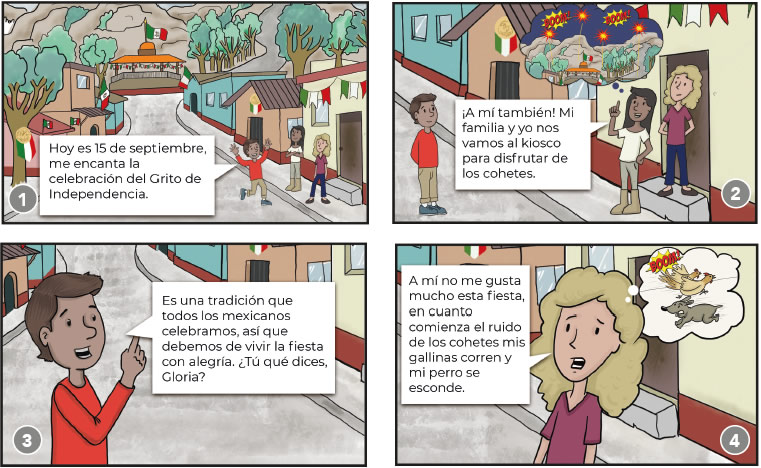 Hoy es 15 de septiembre,
me encanta la
celebración del Grito de
Independencia.
1
BOOM!
BOOM!
¡A mí también! Mi
familia y yo nos
vamos al kiosco
para disfrutar de
los cohetes.
2
Es una tradición que
todos los mexicanos
celebramos, así que
debemos de vivir la fiesta
con alegría. ¿Tú qué dices,
Gloria?
3
A mí no me gusta
mucho esta fiesta,
en cuanto
comienza el ruido
de los cohetes mis
gallinas corren y
mi perro se
esconde.
BOOM!
4